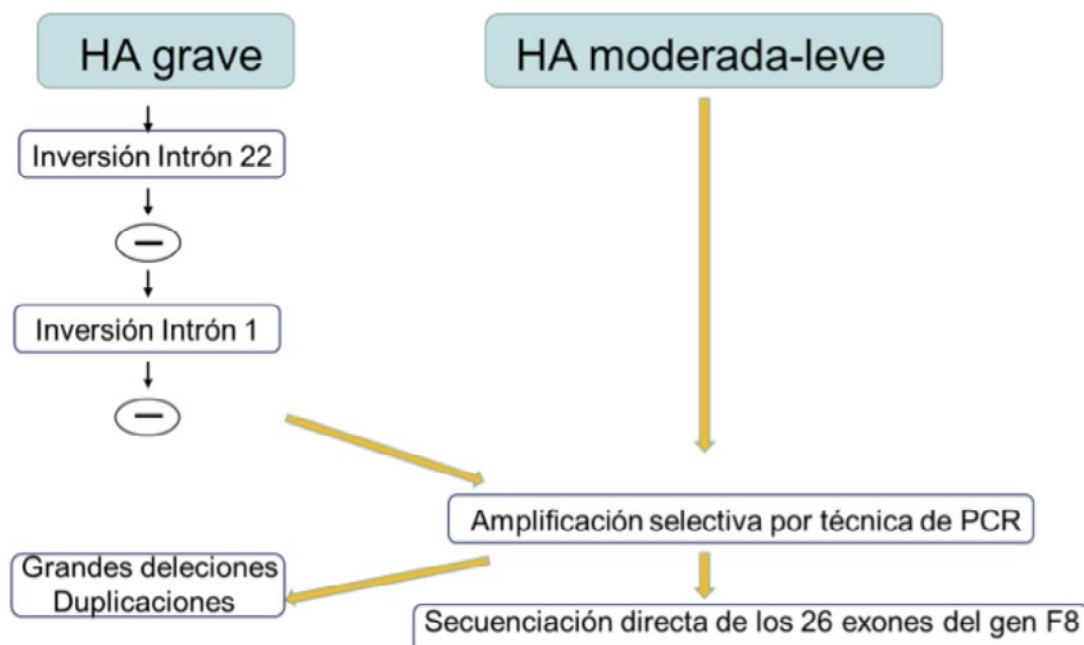 HA grave
HA moderada-leve
Inversión Intrón 22
−
Inversión Intrón 1
−
Amplificación selectiva por técnica de PCR
Grandes deleciones
Duplicaciones
Secuenciación directa de los 26 exones del gen F8